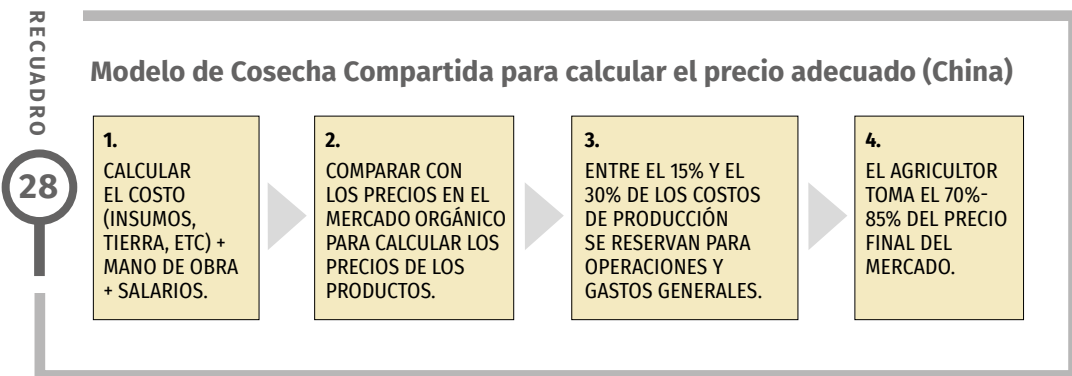 RECUADRO
28
Modelo de Cosecha Compartida para calcular el precio adecuado (China)
1.
CALCULAR
EL COSTO
(INSUMOS,
TIERRA, ETC) +
MANO DE OBRA
+ SALARIOS.
2.
COMPARAR CON
LOS PRECIOS EN EL
MERCADO ORGÁNICO
PARA CALCULAR LOS
PRECIOS DE LOS
PRODUCTOS.
3.
ENTRE EL 15% Y EL
30% DE LOS COSTOS
DE PRODUCCIÓN
SE RESERVAN PARA
OPERACIONES Y
GASTOS GENERALES.
4.
EL AGRICULTOR
TOMA EL 70%-
85% DEL PRECIO
FINAL DEL
MERCADO.